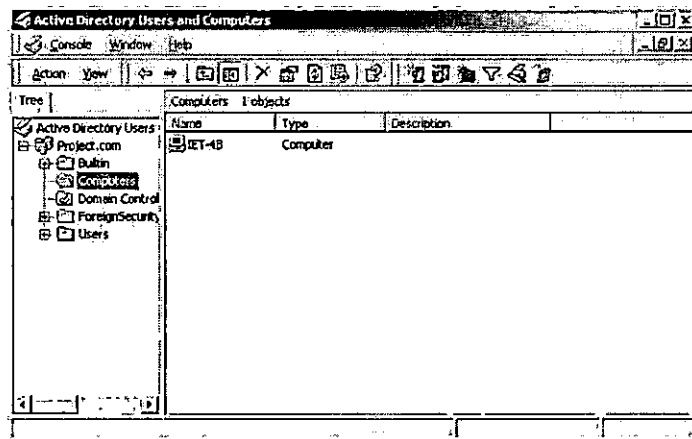 Active Directory Users and Computers
Console Window Help
Action View
Tree
Computers 1 objects
Active Directory Users
Name Type Description
Project.com
IET-4B Computer
Builtin
Computers
Domain Control
ForeignSecurity
Users